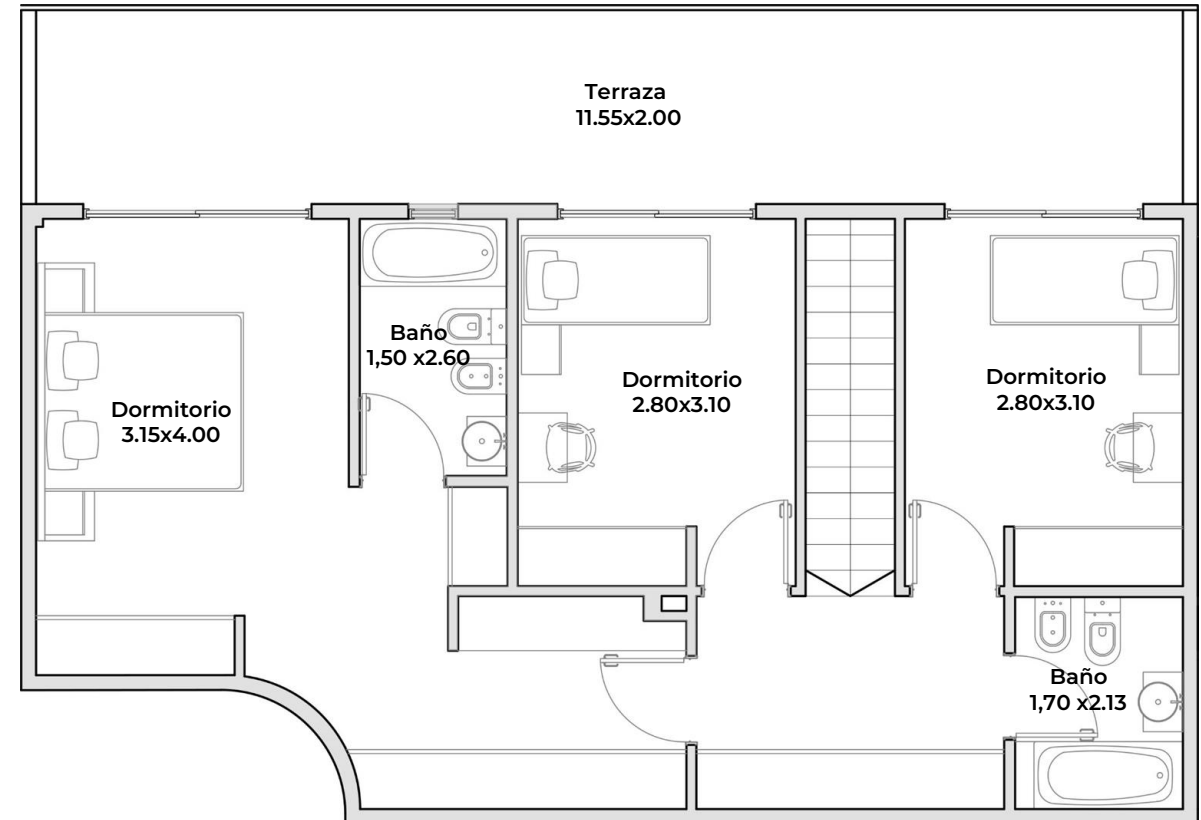 Terraza
11.55x2.00
Baño
1,50 x2.60
Dormitorio
3.15x4.00
Dormitorio
2.80x3.10
Dormitorio
2.80x3.10
Baño
1,70 x2.13